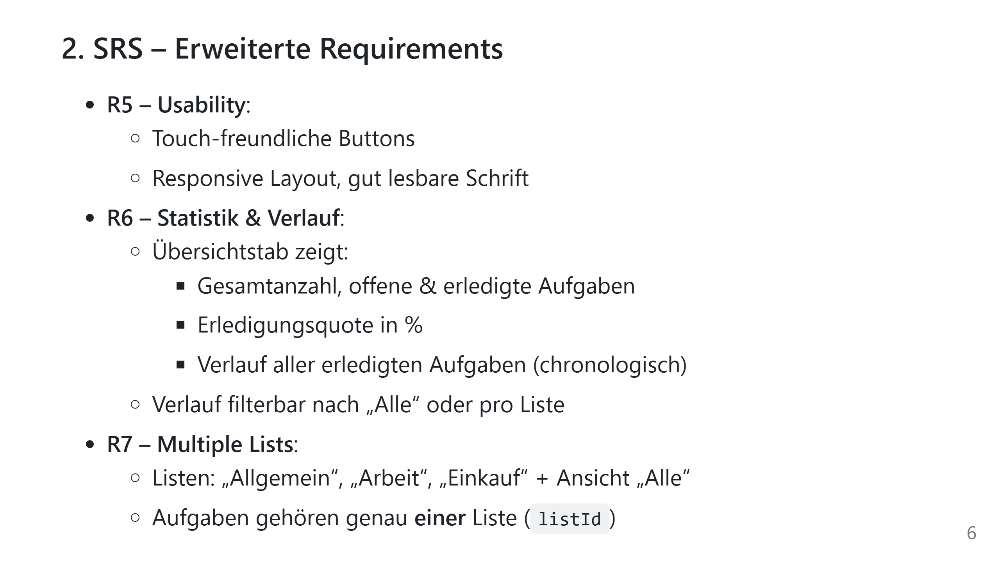 2. SRS – Erweiterte Requirements
• R5 – Usability:
○ Touch-freundliche Buttons
○ Responsive Layout, gut lesbare Schrift
• R6 – Statistik & Verlauf:
○ Übersichtstab zeigt:
▪ Gesamtanzahl, offene & erledigte Aufgaben
▪ Erledigungsquote in %
▪ Verlauf aller erledigten Aufgaben (chronologisch)
○ Verlauf filterbar nach „Alle“ oder pro Liste
• R7 – Multiple Lists:
○ Listen: „Allgemein“, „Arbeit“, „Einkauf“ + Ansicht „Alle“
○ Aufgaben gehören genau einer Liste (listId)
6